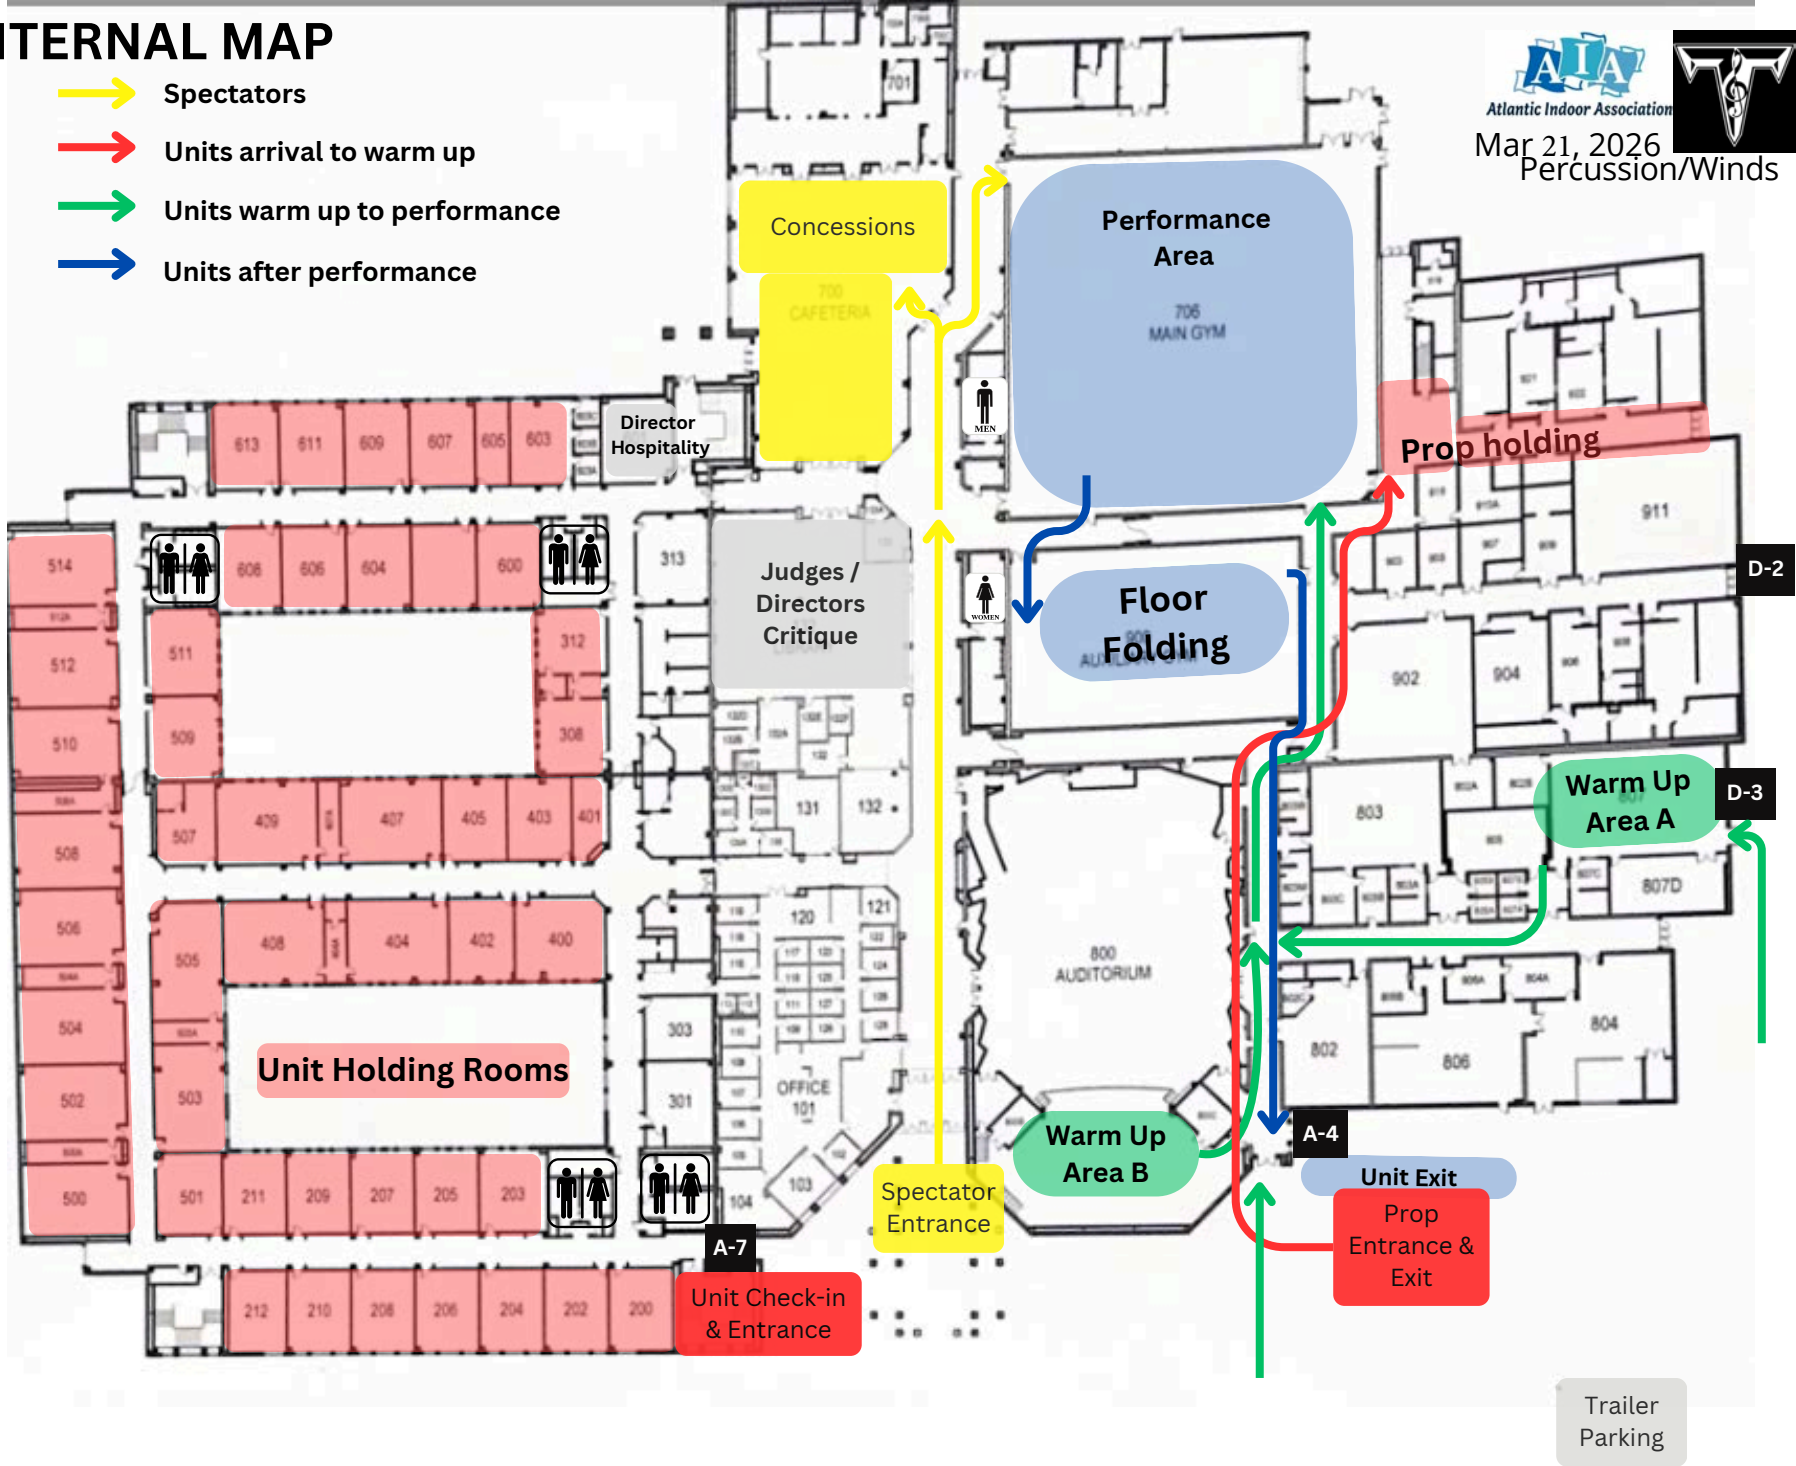 NTERNAL MAP
Spectators
Units arrival to warm up
Units warm up to performance
Units after performance
AIA
Atlantic Indoor Association
Mar 21, 2026
Percussion/Winds
701
Concessions
700
CAFETERIA
Performance
Area
706
MAIN GYM
MEN
Director
Hospitality
613
611
609
607
605
603
Prop holding
911
D-2
514
608
606
604
600
313
Judges /
Directors
Critique
WOMEN
Floor
Folding
512
511
312
902
904
906
510
509
308
508
507
409
407
405
403
401
131
132
803
Warm Up
Area A
D-3
807D
506
505
408
404
402
400
120
121
800
AUDITORIUM
504
303
802
806
804
Unit Holding Rooms
502
503
301
OFFICE
101
Warm Up
Area B
A-4
Unit Exit
500
501
211
209
207
205
203
104
103
Spectator
Entrance
Prop
Entrance &
Exit
A-7
212
210
208
206
204
202
200
Unit Check-in
& Entrance
Trailer
Parking